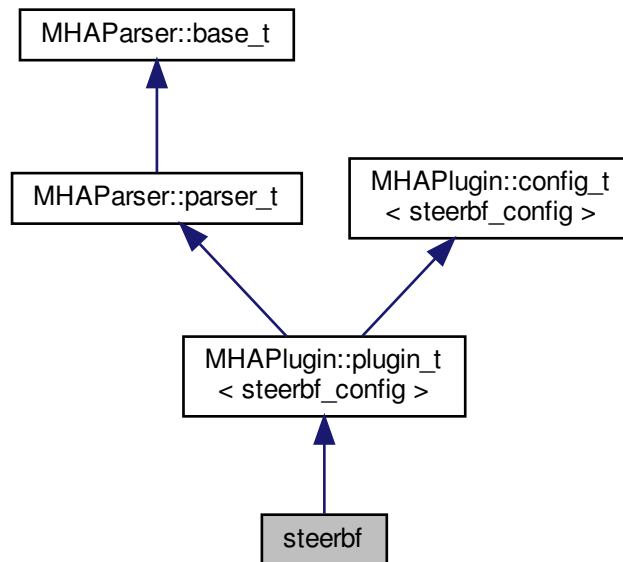 MHAParser::base_t
MHAParser::parser_t
MHAPlugin::config_t
< steerbf_config >
MHAPlugin::plugin_t
< steerbf_config >
steerbf